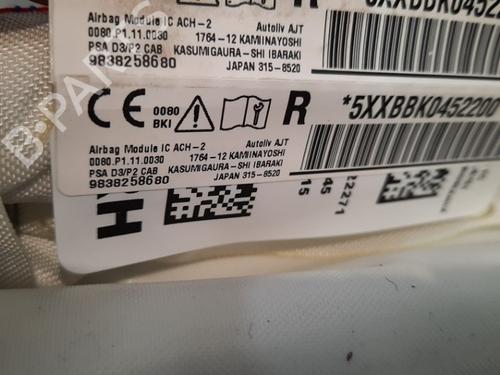 R *5XXBBK04522
Airbag Module IC ACH-2 Autoliv AJT
0080.P1.11.0030 1764-12 KAMINAYOSHI
PSA D3/P2 CAB KASUMIGAURA-SHI IBARAKI
9838258680 JAPAN 315-8520
CE 0080 BKI R *5XXBBK0452200
Airbag Module IC ACH-2 Autoliv AJT
0080.P1.11.0030 1764-12 KAMINAYOSHI
PSA D3/P2 CAB KASUMIGAURA-SHI IBARAKI
9838258680 JAPAN 315-8520
15
45
22271
B-PARTS